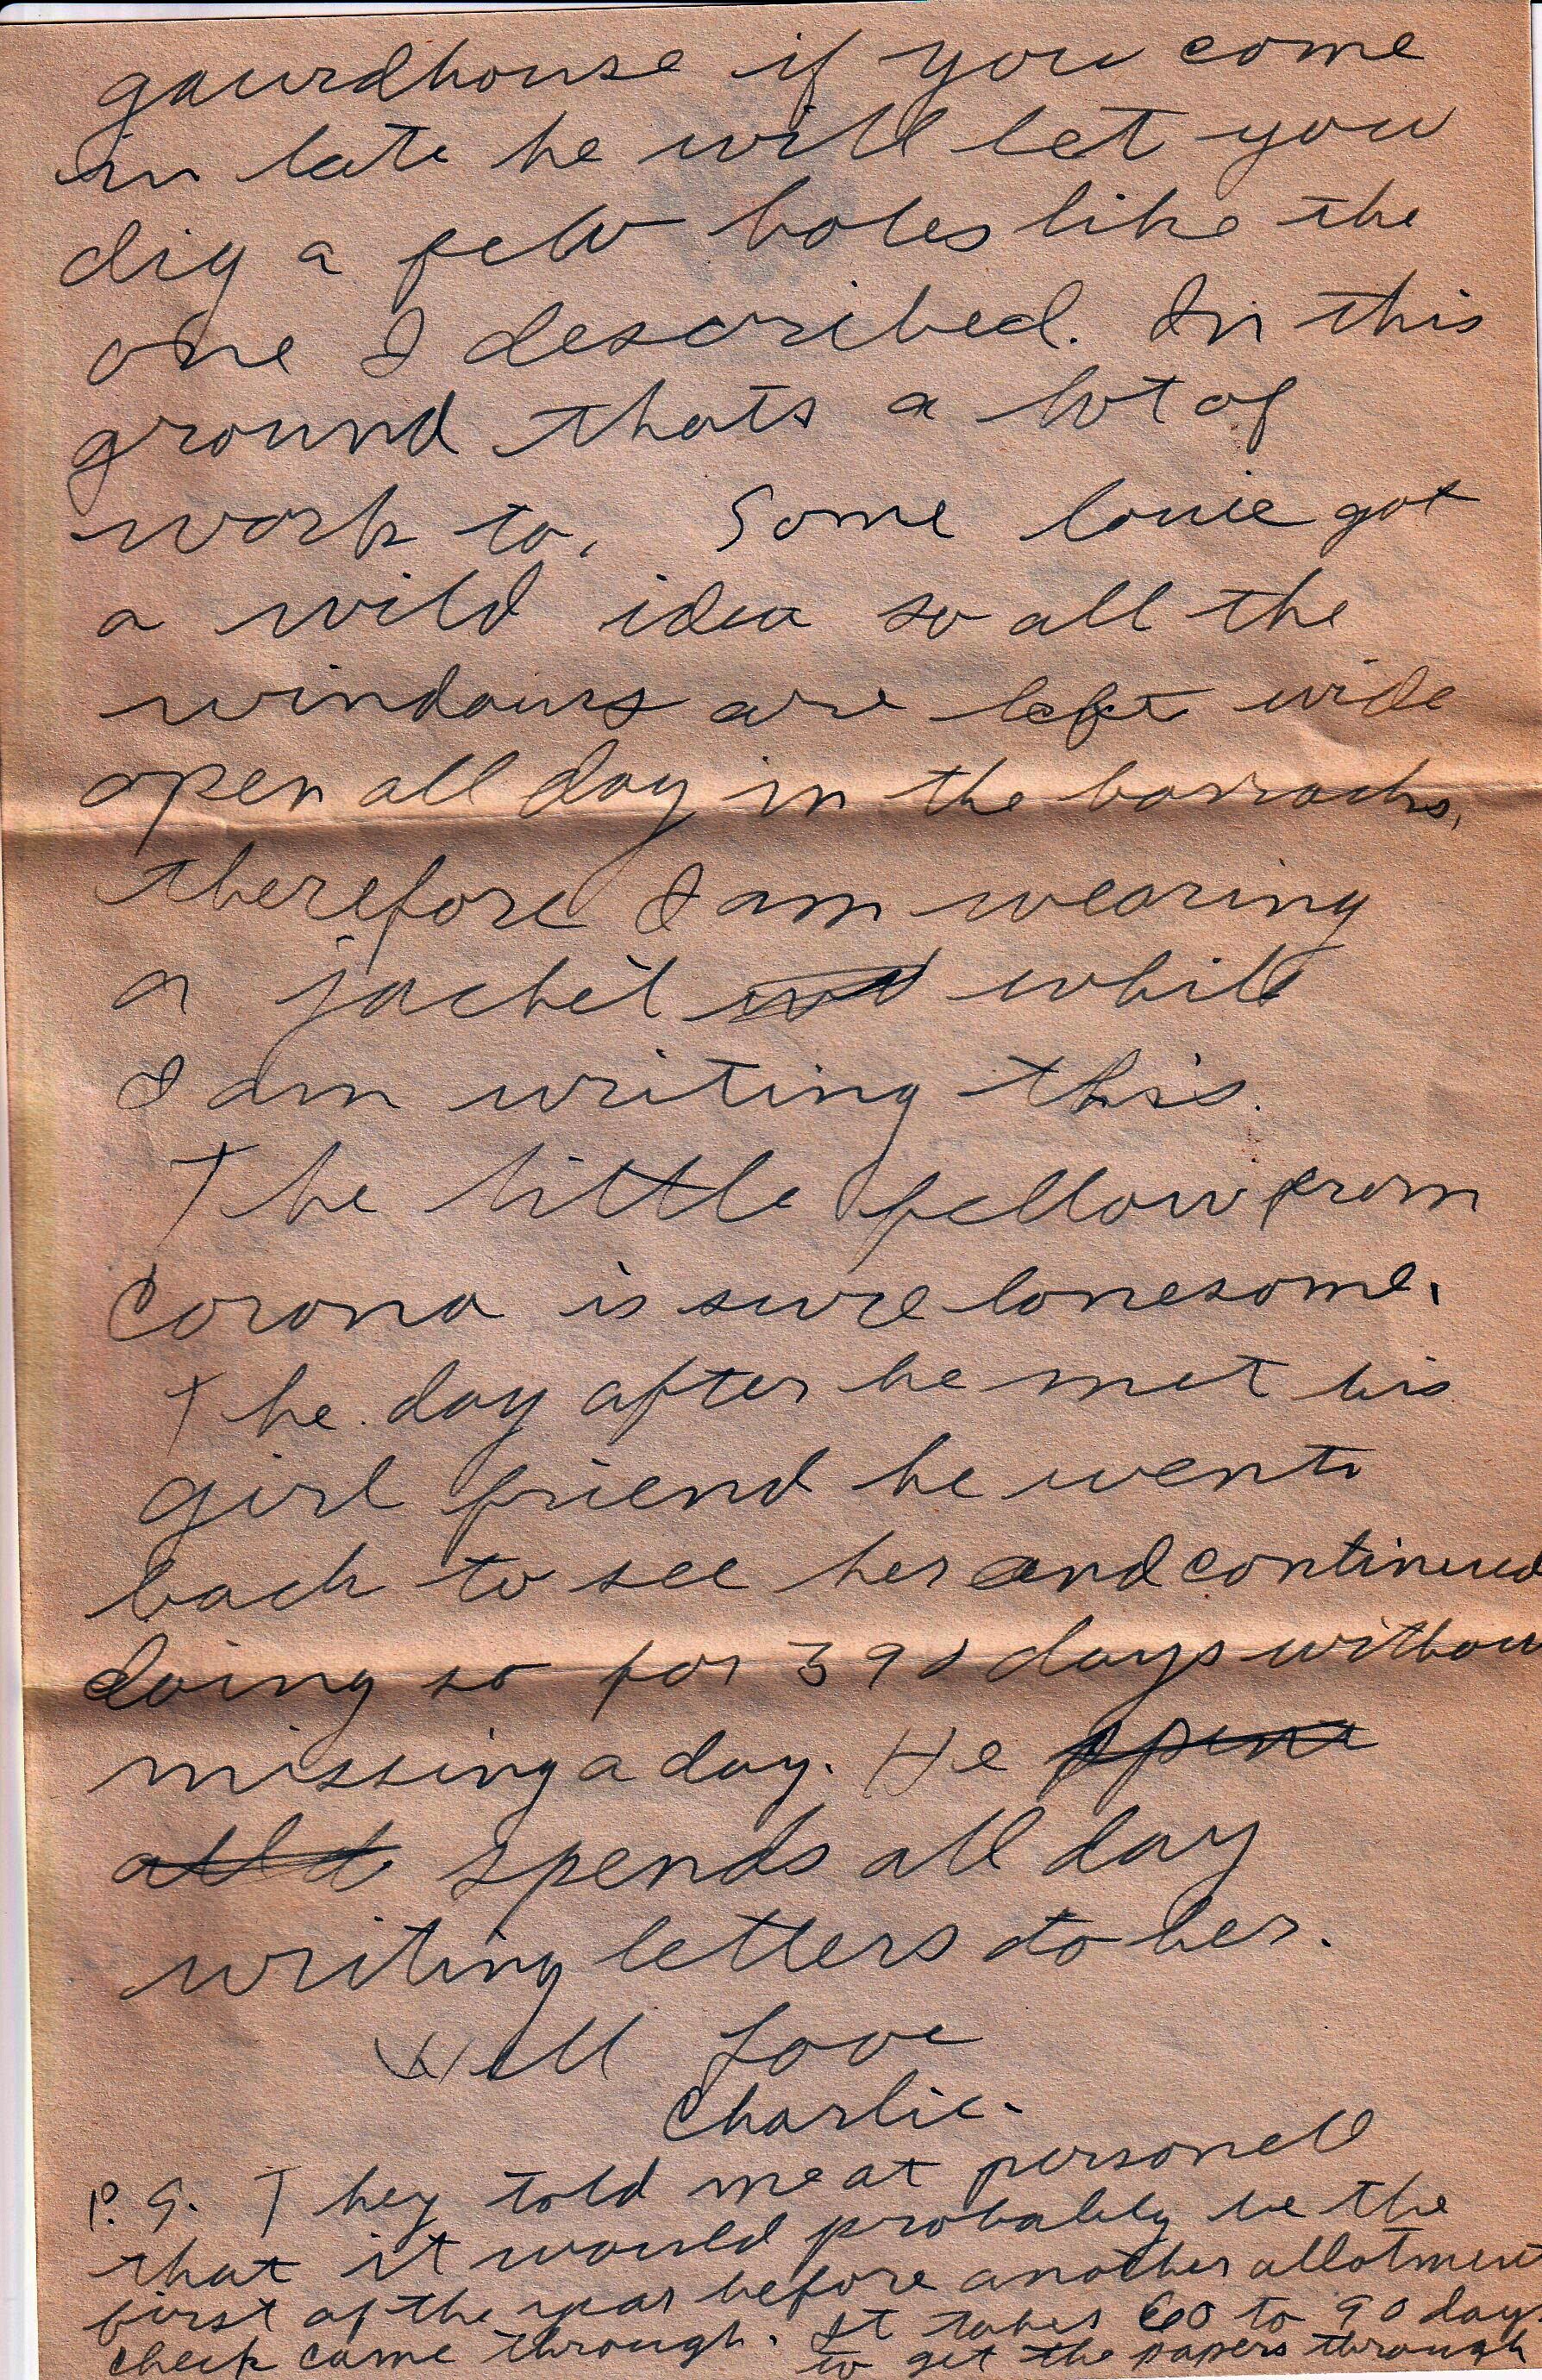 gaurdhouse if you come
in late he will let you
dig a few holes like the
one I described. In this
ground thats a lot of
work to. Some louie got
a wild idea so all the
windows are left wide
open all day in the barracks,
therefore I am wearing
a jacket while
I am writing this.
The little fellow from
Corona is sure lonesome.
The day after he met his
girl friend he went
back to see her and continued
doing so for days withou
missing a day. He
spends all day
writing letters to her.
Well Love
Charlie.
P.S. They told me at personell
that it would probably be the
first of the year before another allotment
check came through. It takes 60 to 90 days
to get the papers through